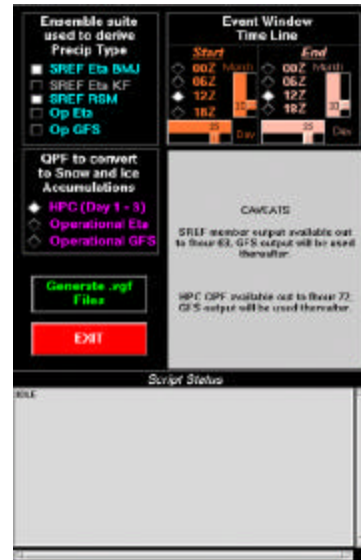 Ensemble suite
used to derive
Precip Type
SREF Eta BMJ
SREF Eta KF
SREF RSM
Op Eta
Op GFS
Event Window
Time Line
Start
End
00Z Month
06Z
12Z
18Z
Day
00Z Month
06Z
12Z
18Z
Day
QPF to convert
to Snow and Ice
Accumulations
HPC (Day 1 - 3)
Operational Eta
Operational GFS
CAVEATS
SREF member output available out
to fhour 63, GFS output will be used
thereafter.
HPC QPF available out to fhour 72,
GFS output will be used thereafter.
Generate .vgf
Files
EXIT
Script Status
IDLE